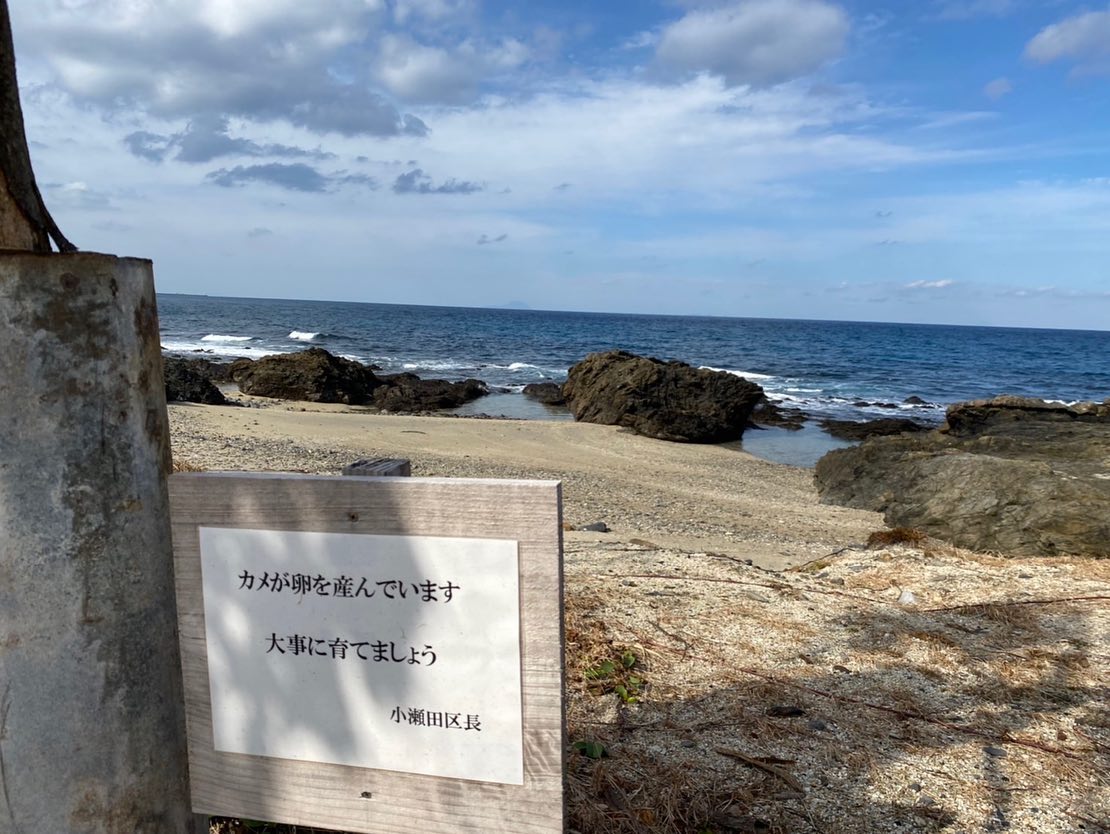 カメが卵を産んでいます
大事に育てましょう
小瀬田区長